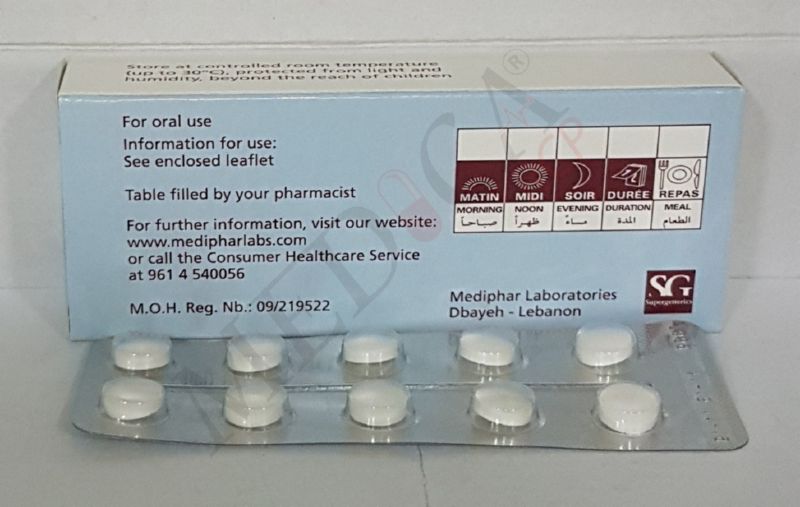 Store at controlled room temperature
(up to 30°C), protected from light and
humidity, beyond the reach of children
For oral use
Information for use:
See enclosed leaflet
Table filled by your pharmacist
For further information, visit our website:
www.medipharlabs.com
or call the Consumer Healthcare Service
at 961 4 540056
M.O.H. Reg. Nb.: 09/219522
MATIN MIDI SOIR DURÉE REPAS
MORNING NOON EVENING DURATION MEAL
صباحاً ظهراً مساءً المدة الطعام
Mediphar Laboratories
Dbayeh - Lebanon
SG
Supergenerics
MEDICA®